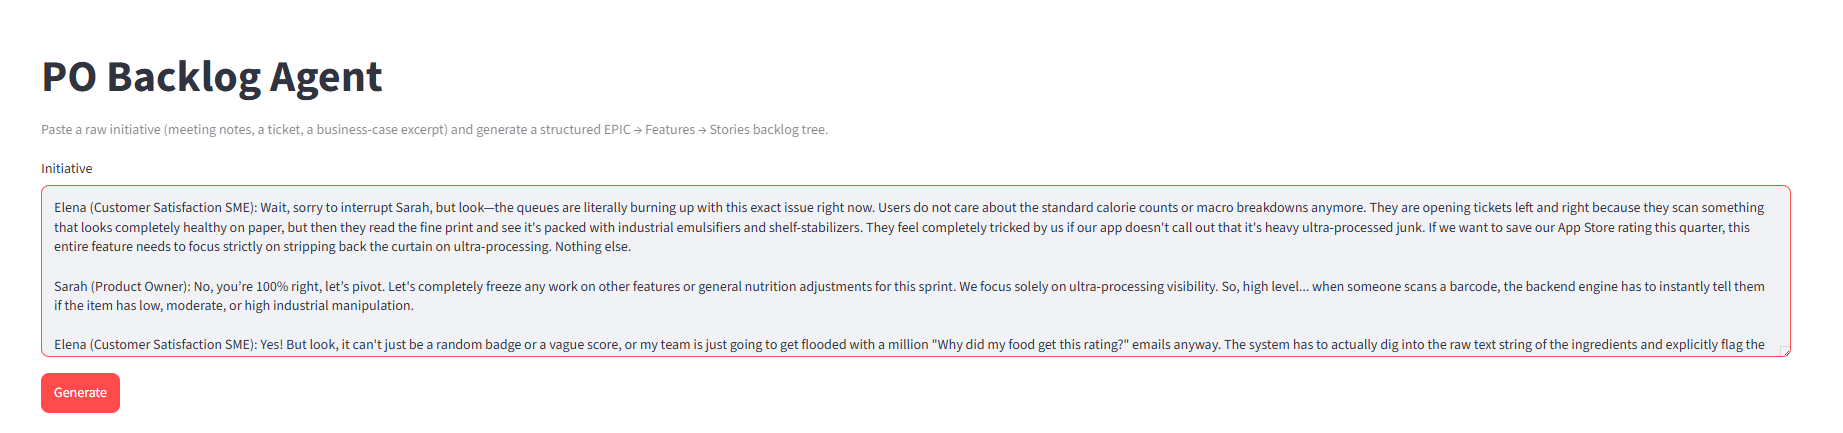 PO Backlog Agent
Paste a raw initiative (meeting notes, a ticket, a business-case excerpt) and generate a structured EPIC → Features → Stories backlog tree.
Initiative
Elena (Customer Satisfaction SME): Wait, sorry to interrupt Sarah, but look—the queues are literally burning up with this exact issue right now. Users do not care about the standard calorie counts or macro breakdowns anymore. They are opening tickets left and right because they scan something
that looks completely healthy on paper, but then they read the fine print and see it's packed with industrial emulsifiers and shelf-stabilizers. They feel completely tricked by us if our app doesn't call out that it's heavy ultra-processed junk. If we want to save our App Store rating this quarter, this
entire feature needs to focus strictly on stripping back the curtain on ultra-processing. Nothing else.
Sarah (Product Owner): No, you’re 100% right, let’s pivot. Let's completely freeze any work on other features or general nutrition adjustments for this sprint. We focus solely on ultra-processing visibility. So, high level... when someone scans a barcode, the backend engine has to instantly tell them
if the item has low, moderate, or high industrial manipulation.
Elena (Customer Satisfaction SME): Yes! But look, it can't just be a random badge or a vague score, or my team is just going to get flooded with a million "Why did my food get this rating?" emails anyway. The system has to actually dig into the raw text string of the ingredients and explicitly flag the
Generate